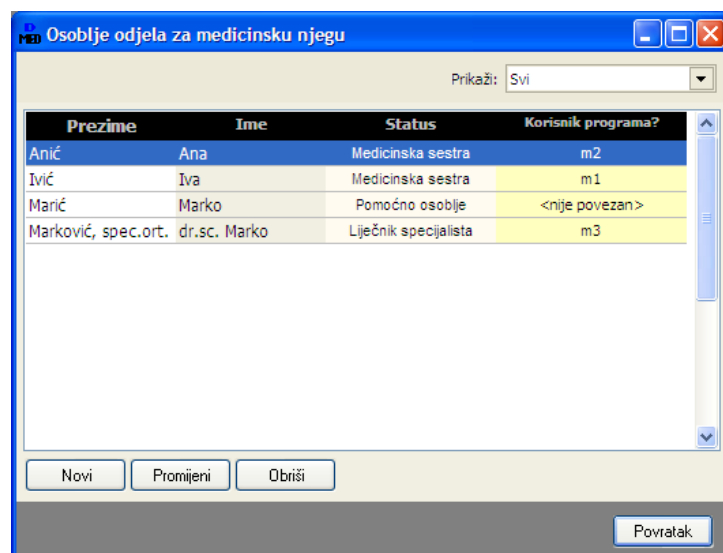 D MED Osoblje odjela za medicinsku njegu
Prikaži: Svi
Prezime Ime Status Korisnik programa?
Anić Ana Medicinska sestra m2
Ivić Iva Medicinska sestra m1
Marić Marko Pomoćno osoblje <nije povezan>
Marković, spec.ort. dr.sc. Marko Liječnik specijalista m3
Novi Promijeni Obriši
Povratak